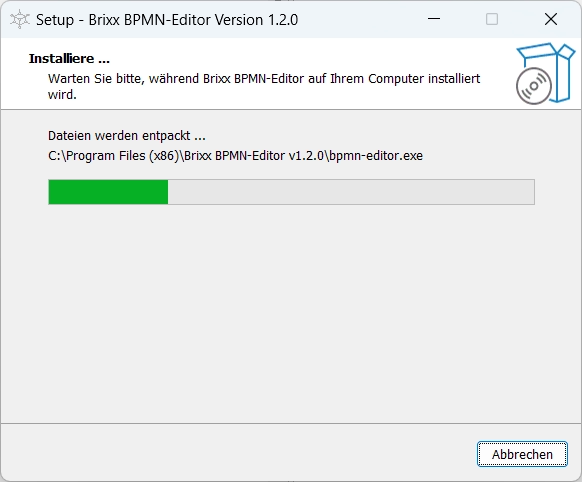 Setup - Brixx BPMN-Editor Version 1.2.0
Installiere ...
Warten Sie bitte, während Brixx BPMN-Editor auf Ihrem Computer installiert
wird.
Dateien werden entpackt ...
C:\Program Files (x86)\Brixx BPMN-Editor v1.2.0\bpmn-editor.exe
Abbrechen